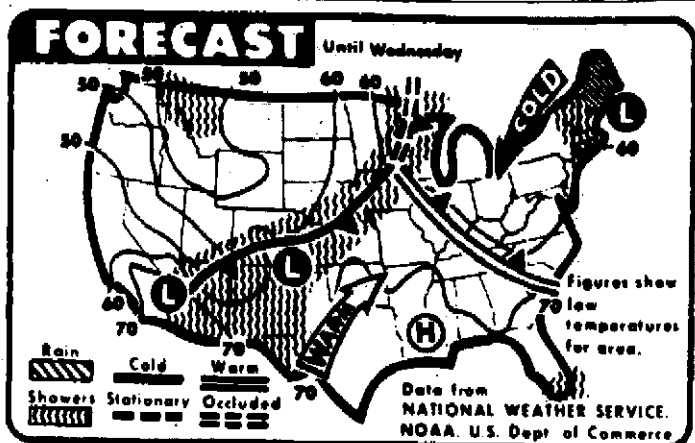 FORECAST
Until Wednesday
50 50 50 60 60
COLD
L
50
60
L
L
WARM
H
60
70
70
70
70
Figures show
low
temperatures
for area.
Rain Cold Warm
Showers Stationary Occluded
Data from
NATIONAL WEATHER SERVICE.
NOAA. U.S. Dept of Commerce